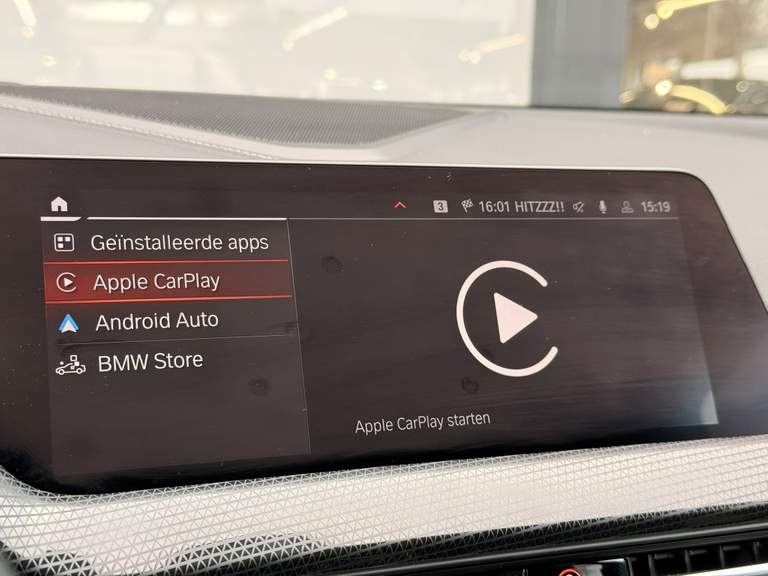 3 16:01 HITZZZ!! 15:19
Geïnstalleerde apps
Apple CarPlay
Android Auto
BMW Store
Apple CarPlay starten